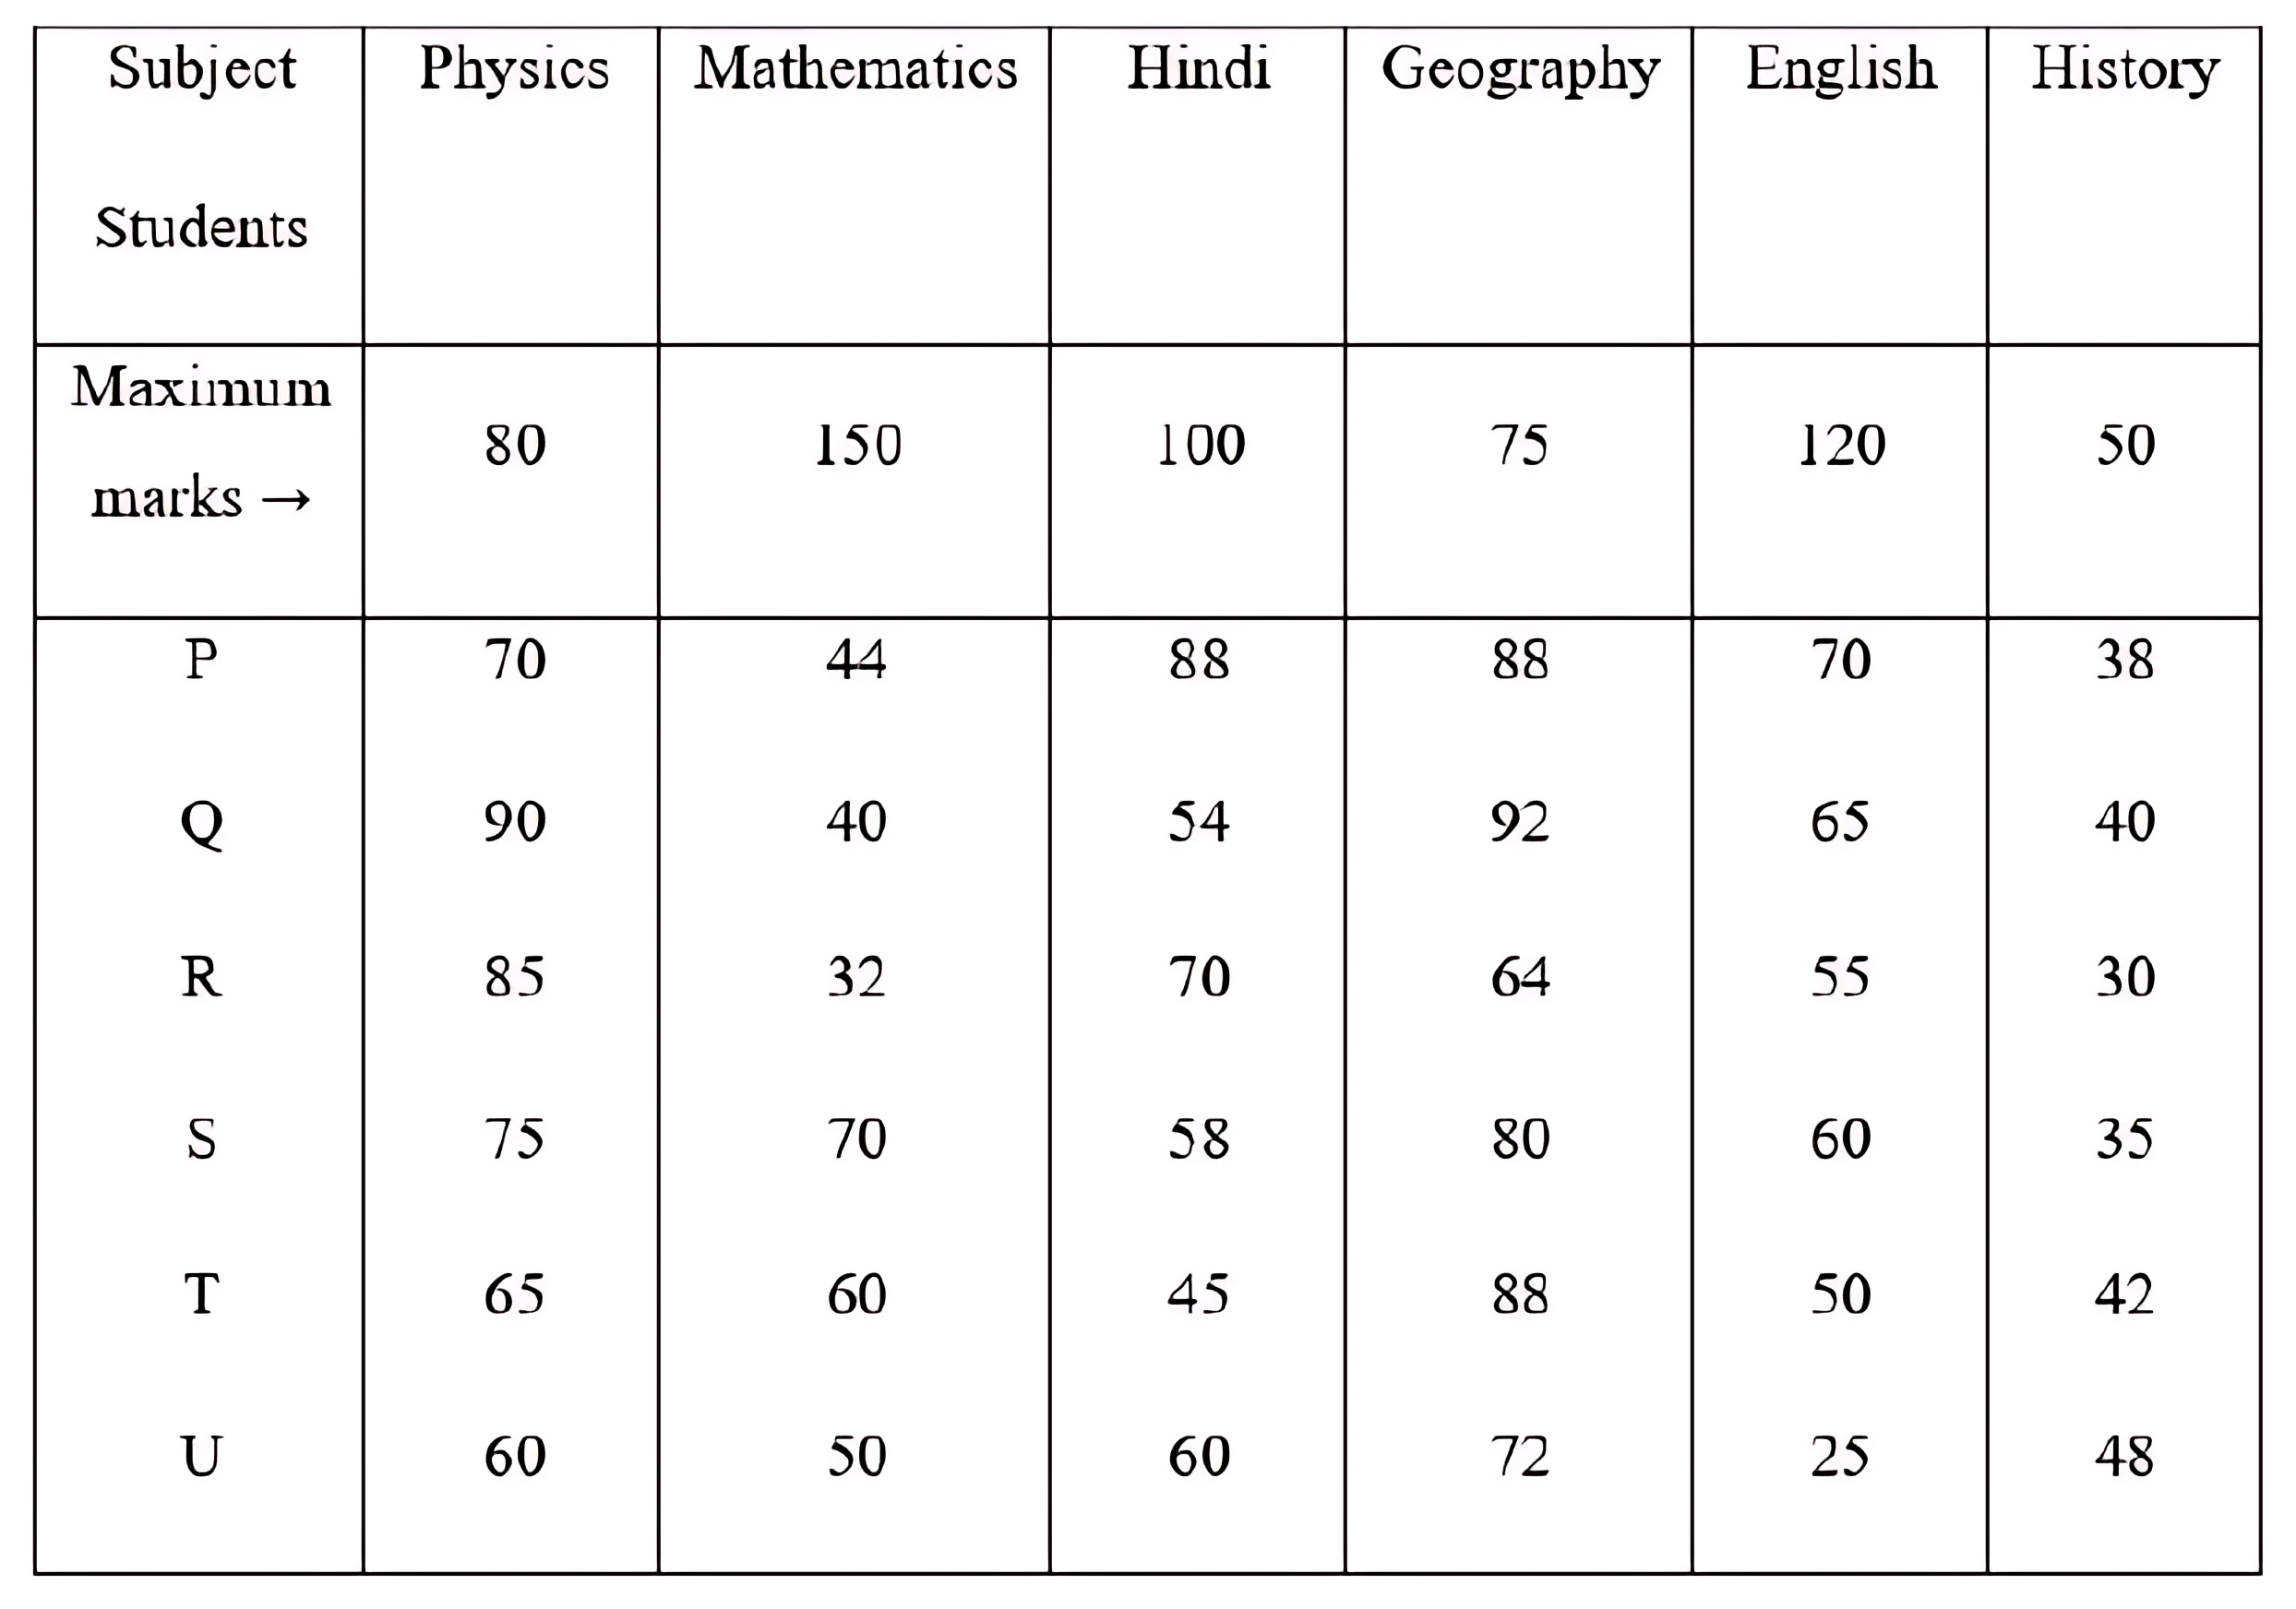 Subject Physics Mathematics Hindi Geography English History
Students
Maximum
marks → 80 150 100 75 120 50
P 70 44 88 88 70 38
Q 90 40 54 92 65 40
R 85 32 70 64 55 30
S 75 70 58 80 60 35
T 65 60 45 88 50 42
U 60 50 60 72 25 48